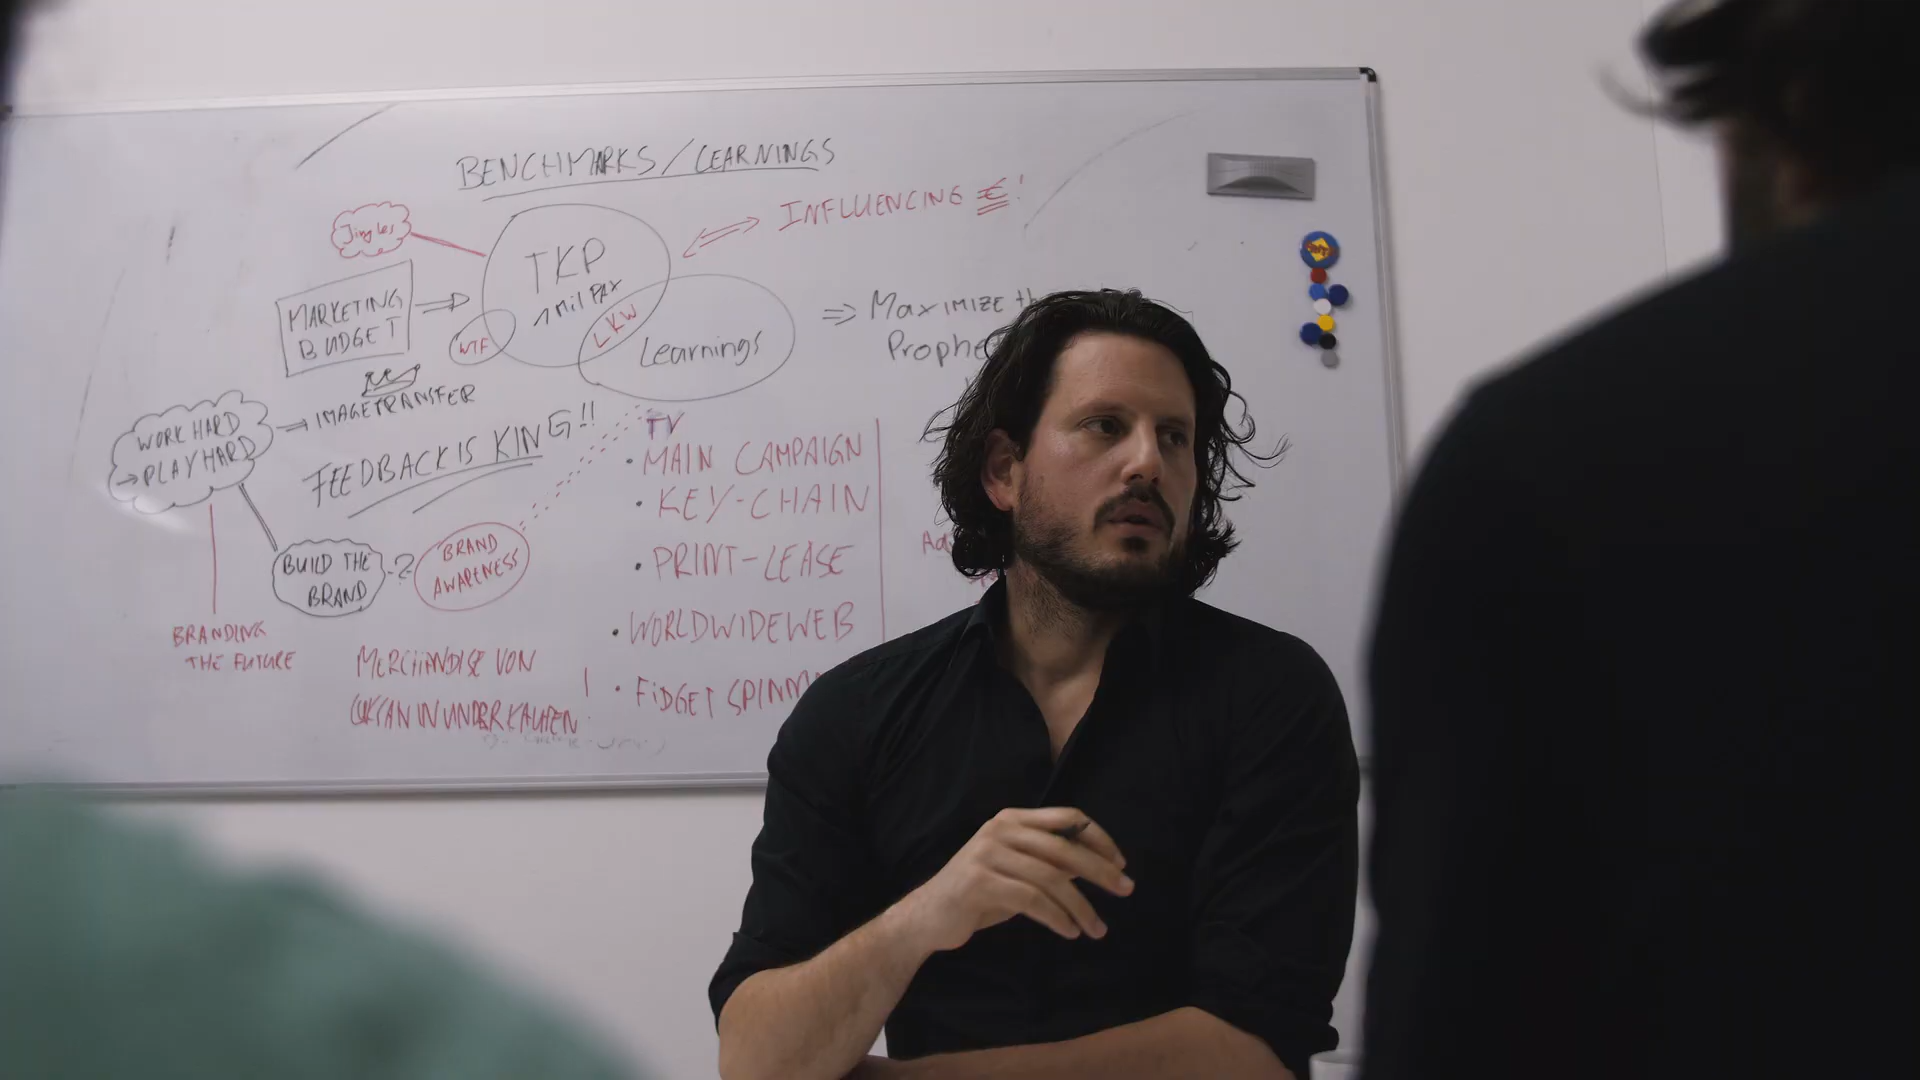 BENCHMARKS/LEARNINGS
Jingles
INFLUENCING €!
TKP
1 Mil PAX
MARKETING
BUDGET
WTF
LKW
Learnings
⇒ MAXIMIZE th
Prophe
WORK HARD
→ PLAY HARD
→ IMAGETRANSFER
FEEDBACK IS KING!!
TV
• MAIN CAMPAIGN
• KEY-CHAIN
• PRINT-LEASE
• WORLDWIDEWEB
• FIDGET SPINN
BUILD THE
BRAND
?
BRAND
AWARENESS
BRANDING
THE FUTURE
MERCHANDISE VON
Ad